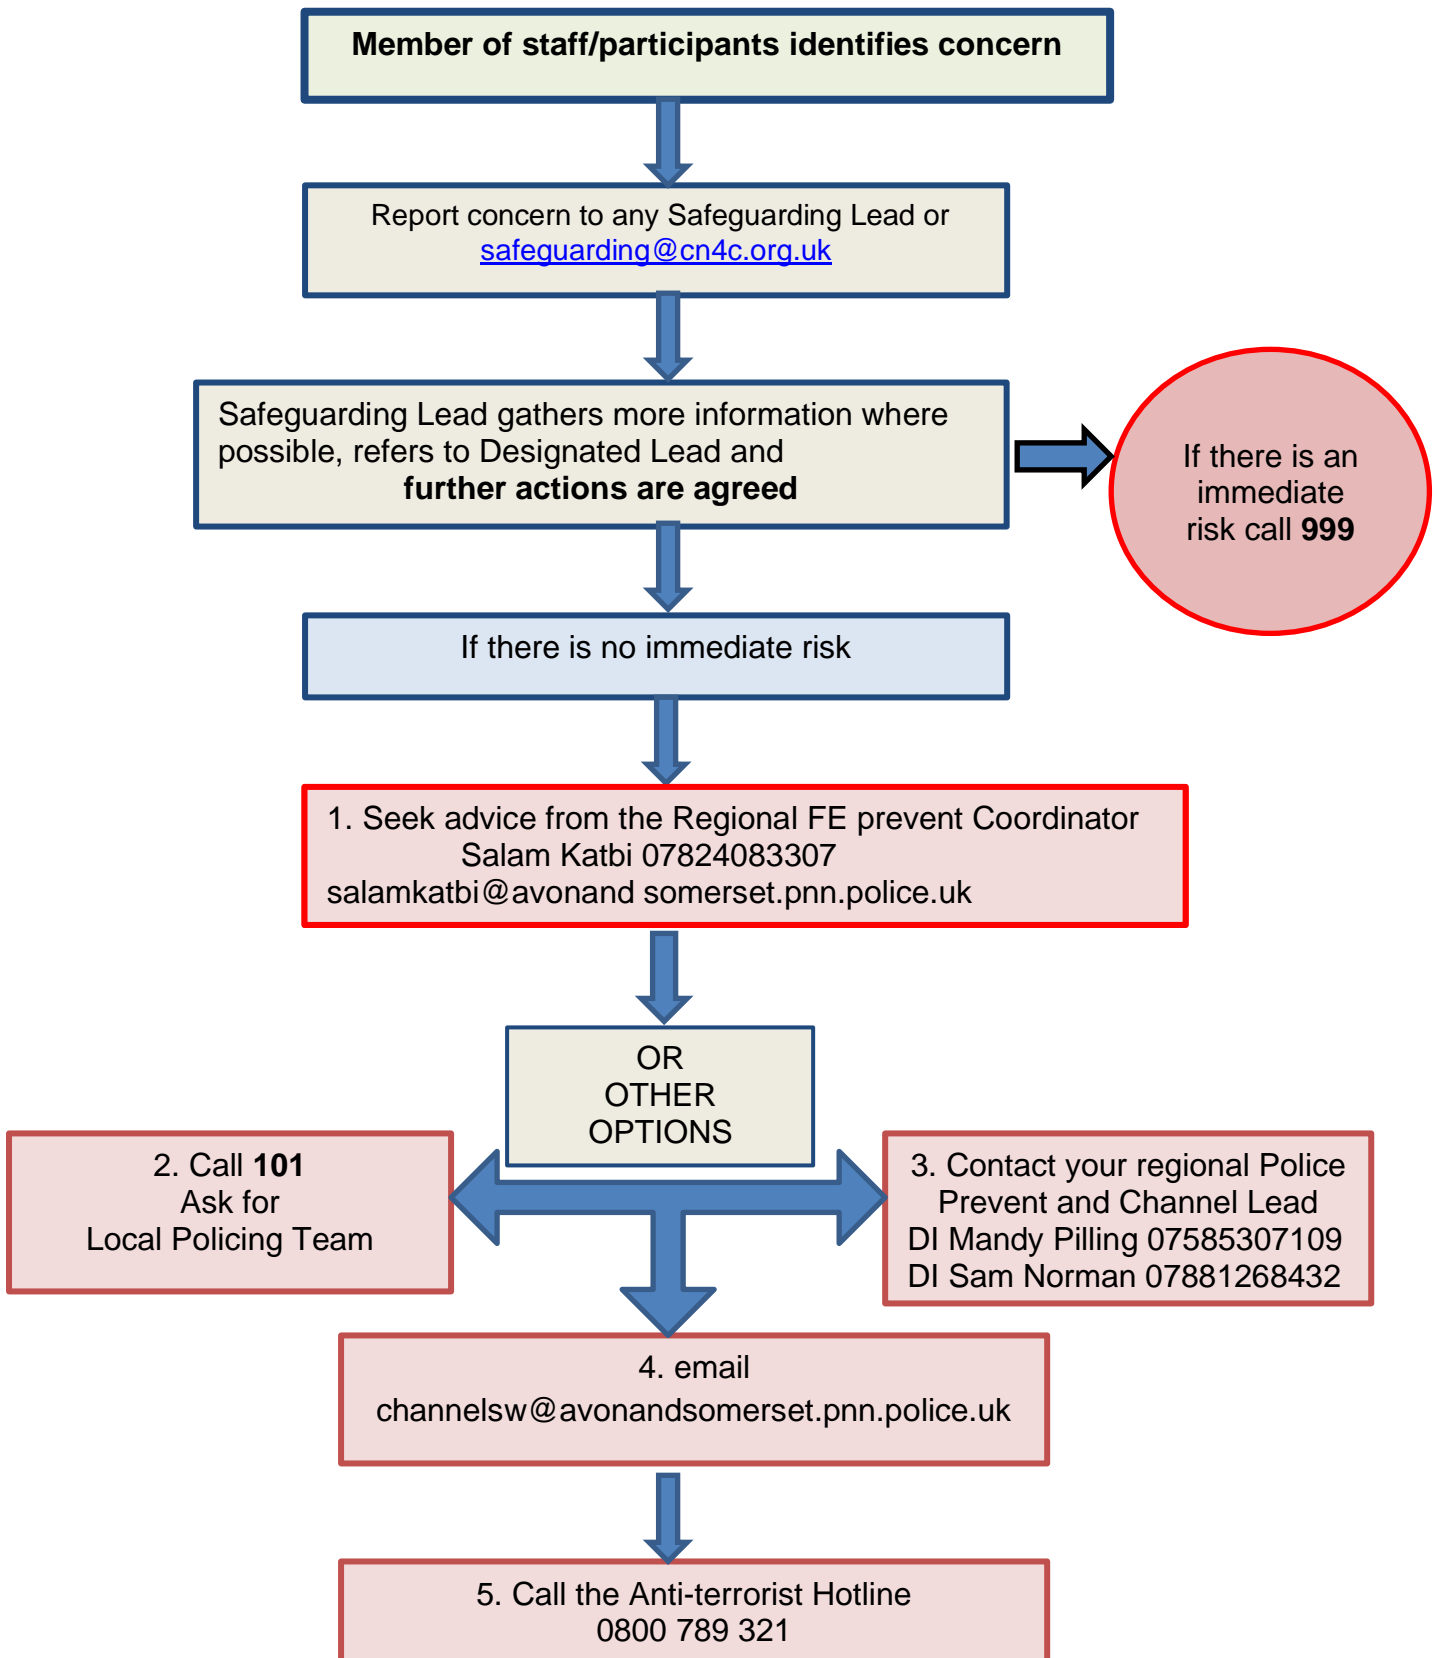 Member of staff/participants identifies concern
Report concern to any Safeguarding Lead or
safeguarding@cn4c.org.uk
Safeguarding Lead gathers more information where
possible, refers to Designated Lead and
further actions are agreed
If there is an
immediate
risk call 999
If there is no immediate risk
1. Seek advice from the Regional FE prevent Coordinator
Salam Katbi 07824083307
salamkatbi@avonand somerset.pnn.police.uk
OR
OTHER
OPTIONS
2. Call 101
Ask for
Local Policing Team
3. Contact your regional Police
Prevent and Channel Lead
DI Mandy Pilling 07585307109
DI Sam Norman 07881268432
4. email
channelsw@avonandsomerset.pnn.police.uk
5. Call the Anti-terrorist Hotline
0800 789 321